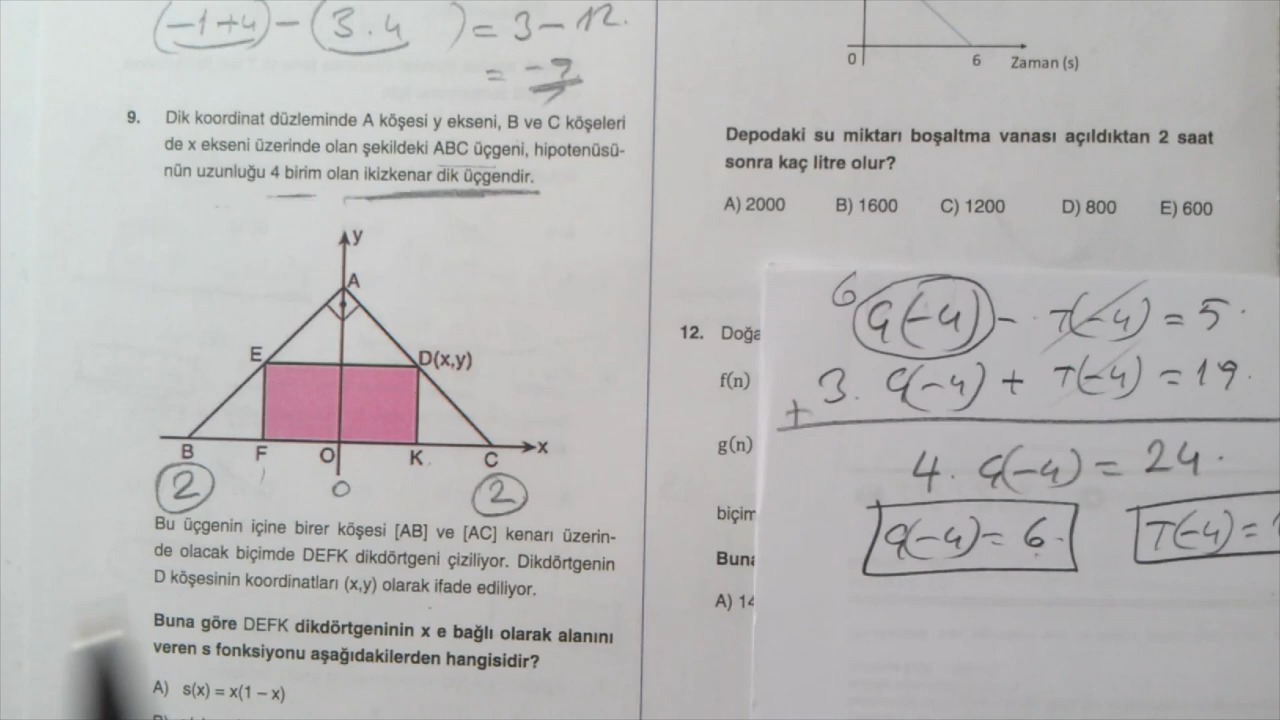 (-1+4) - (3.4 ) = 3 - 12.
= -9
9. Dik koordinat düzleminde A köşesi y ekseni, B ve C köşeleri
de x ekseni üzerinde olan şekildeki ABC üçgeni, hipotenüsü-
nün uzunluğu 4 birim olan ikizkenar dik üçgendir.
y
A
E
D(x,y)
B F O K C x
2 0 2
Bu üçgenin içine birer köşesi [AB] ve [AC] kenarı üzerin-
de olacak biçimde DEFK dikdörtgeni çiziliyor. Dikdörtgenin
D köşesinin koordinatları (x,y) olarak ifade ediliyor.
Buna göre DEFK dikdörtgeninin x e bağlı olarak alanını
veren s fonksiyonu aşağıdakilerden hangisidir?
A) s(x) = x(1 – x)
0 6 Zaman (s)
Depodaki su miktarı boşaltma vanası açıldıktan 2 saat
sonra kaç litre olur?
A) 2000 B) 1600 C) 1200 D) 800 E) 600
12. Doğa
f(n)
g(n)
biçim
Buna
A) 14
6
q(-4) - T(-4) = 5.
+ 3. q(-4) + T(-4) = 19.
4. q(-4) = 24.
q(-4) = 6. T(-4) =